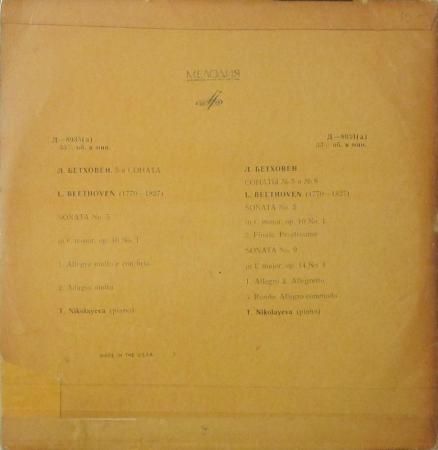 МЕЛОДИЯ
33⅓ об. в мин.
Л. БЕТХОВЕН. 5-я СОНАТА
L. BEETHOVEN (1770—1827)
SONATA No. 5
in C minor, op. 10 No. 1
1. Allegro molto e con brio
2. Adagio molto
T. Nikolayeva (piano)
MADE IN THE U.S.S.R.
33⅓ об. в мин.
Л. БЕТХОВЕН
СОНАТЫ №
L. BEETHOVEN (1770—1827)
SONATA No. 5
in C minor, op. 10 No. 1
3. Finale. Prestissimo
SONATA No. 9
in E major, op. 14 No. 1
1. Allegro 2. Allegretto
3. Rondo. Allegro commodo
T. Nikolayeva (piano)